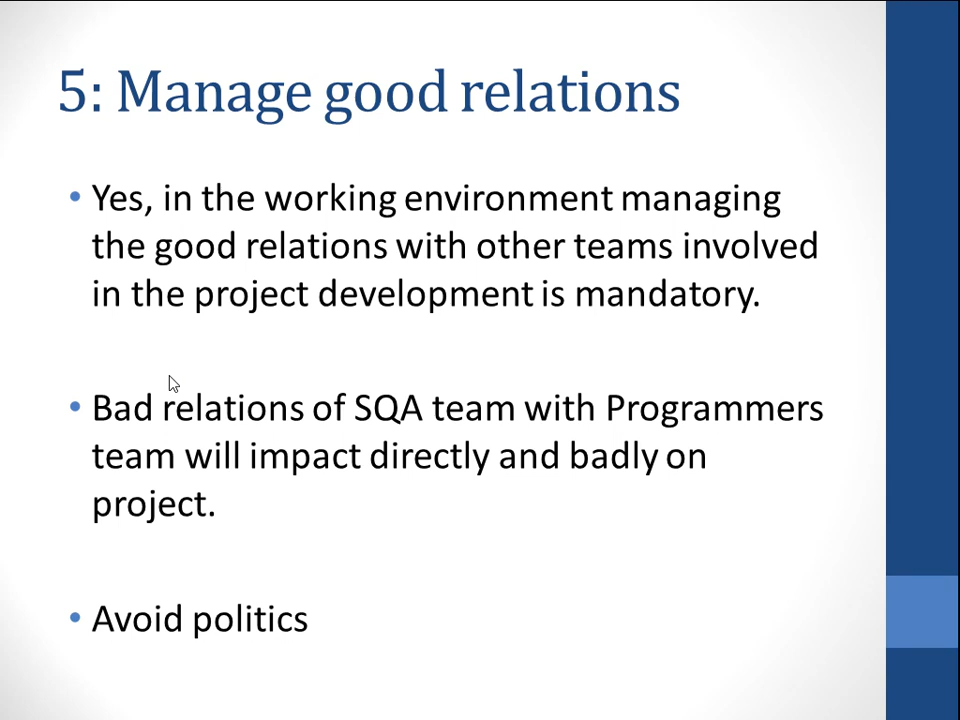 5: Manage good relations
• Yes, in the working environment managing
the good relations with other teams involved
in the project development is mandatory.
• Bad relations of SQA team with Programmers
team will impact directly and badly on
project.
• Avoid politics